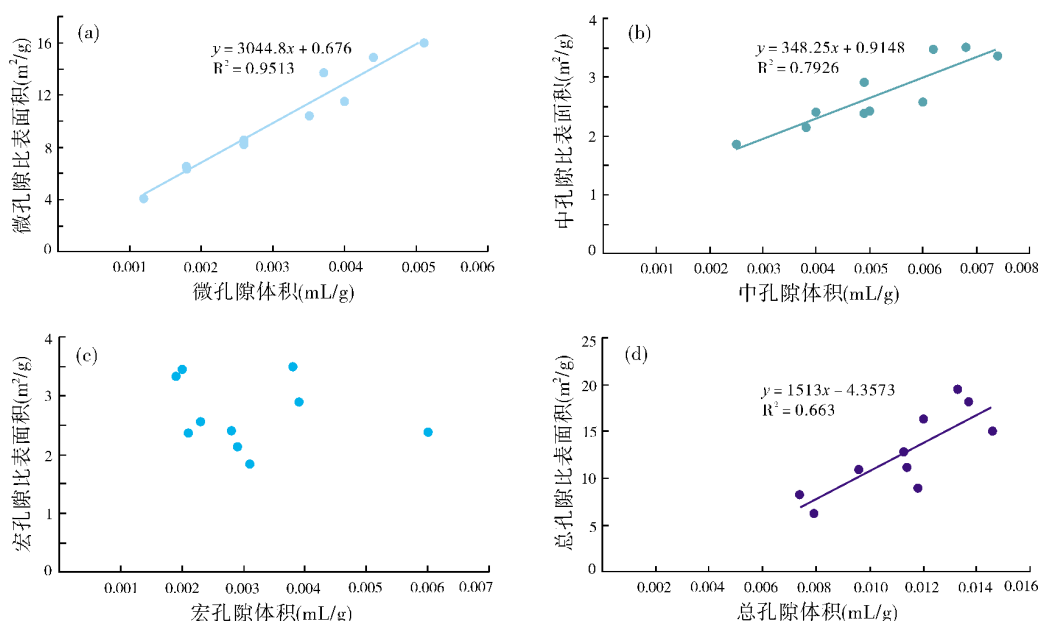 (a)
y = 3044.8x + 0.676
R² = 0.9513
微孔隙比表面积(m²/g)
16
12
8
4
0
0.001 0.002 0.003 0.004 0.005 0.006
微孔隙体积(mL/g)
(b)
y = 348.25x + 0.9148
R² = 0.7926
中孔隙比表面积(m²/g)
4
3
2
1
0
0.001 0.002 0.003 0.004 0.005 0.006 0.007 0.008
中孔隙体积(mL/g)
(c)
宏孔隙比表面积(m²/g)
4
3
2
1
0
0.001 0.002 0.003 0.004 0.005 0.006 0.007
宏孔隙体积(mL/g)
(d)
y = 1513x − 4.3573
R² = 0.663
总孔隙比表面积(m²/g)
25
20
15
10
5
0
0.002 0.004 0.006 0.008 0.010 0.012 0.014 0.016
总孔隙体积(mL/g)